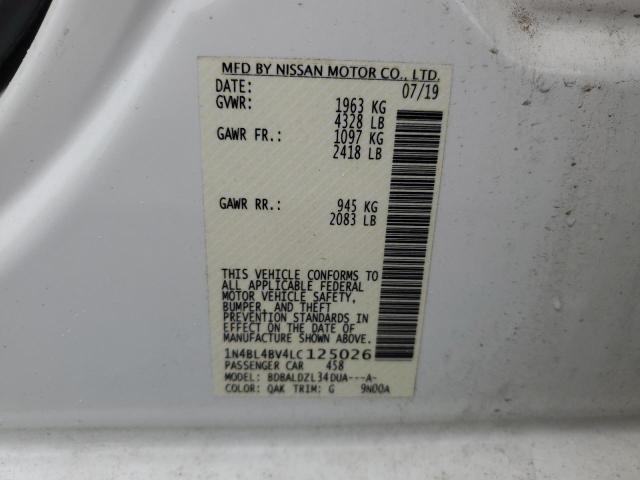 MFD BY NISSAN MOTOR CO., LTD.
DATE: 07/19
GVWR: 1963 KG
4328 LB
GAWR FR.: 1097 KG
2418 LB
GAWR RR.: 945 KG
2083 LB
THIS VEHICLE CONFORMS TO
ALL APPLICABLE FEDERAL
MOTOR VEHICLE SAFETY,
BUMPER, AND THEFT
PREVENTION STANDARDS
IN EFFECT ON THE DATE OF
MANUFACTURE SHOWN ABOVE.
1N4BL4BV4LC125026
PASSENGER CAR 458
MODEL: BDBALDZL34DUA---A-
COLOR: QAK TRIM: G 9N00A